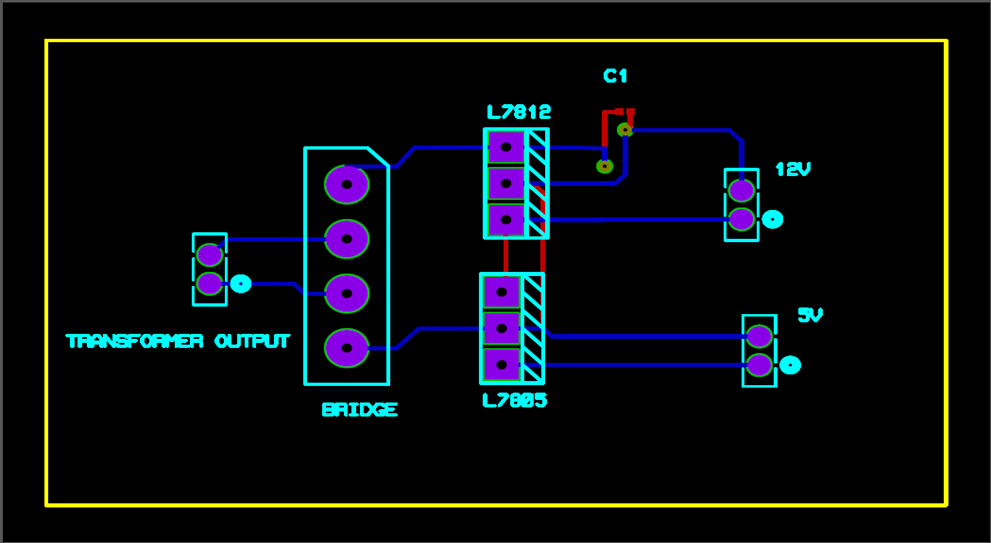 C1
L7812
12V
5V
TRANSFORMER OUTPUT
L7805
BRIDGE